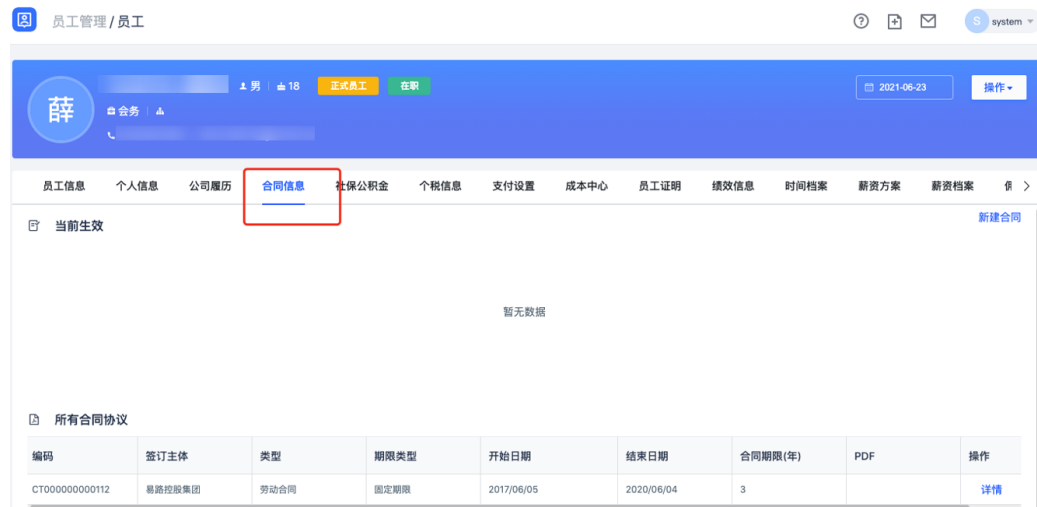 员工管理 / 员工
S system
薛 男 18 正式员工 在职 2021-06-23 操作
会务
员工信息 个人信息 公司履历 合同信息 社保公积金 个税信息 支付设置 成本中心 员工证明 绩效信息 时间档案 薪资方案 薪资档案
当前生效 新建合同
暂无数据
所有合同协议
编码 签订主体 类型 期限类型 开始日期 结束日期 合同期限(年) PDF 操作
CT000000000112 易路控股集团 劳动合同 固定期限 2017/06/05 2020/06/04 3 详情